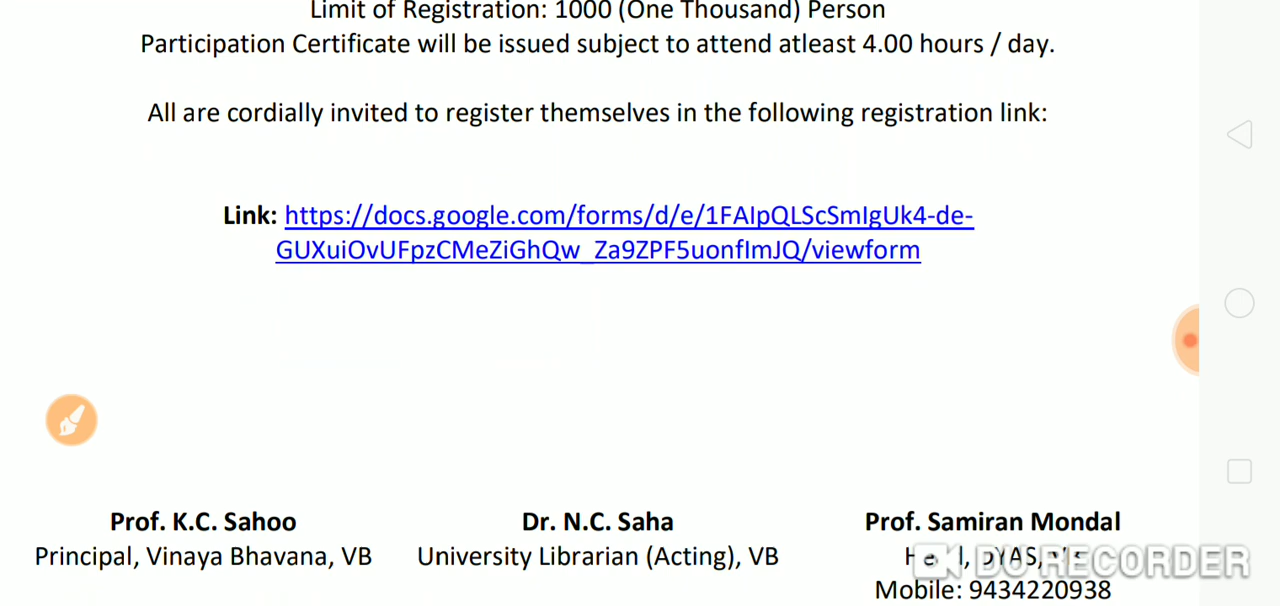 Limit of Registration: 1000 (One Thousand) Person
Participation Certificate will be issued subject to attend atleast 4.00 hours / day.
All are cordially invited to register themselves in the following registration link:
Link: https://docs.google.com/forms/d/e/1FAIpQLScSmIgUk4-de-
GUXuiOvUFpzCMeZiGhQw_Za9ZPF5uonfImJQ/viewform
Prof. K.C. Sahoo
Principal, Vinaya Bhavana, VB
Dr. N.C. Saha
University Librarian (Acting), VB
Prof. Samiran Mondal
DU RECORDER
Mobile: 9434220938